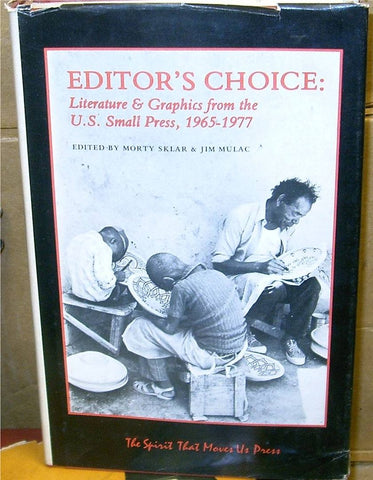 EDITOR'S CHOICE:
Literature & Graphics from the
U.S. Small Press, 1965-1977
EDITED BY MORTY SKLAR & JIM MULAC
The Spirit That Moves Us Press